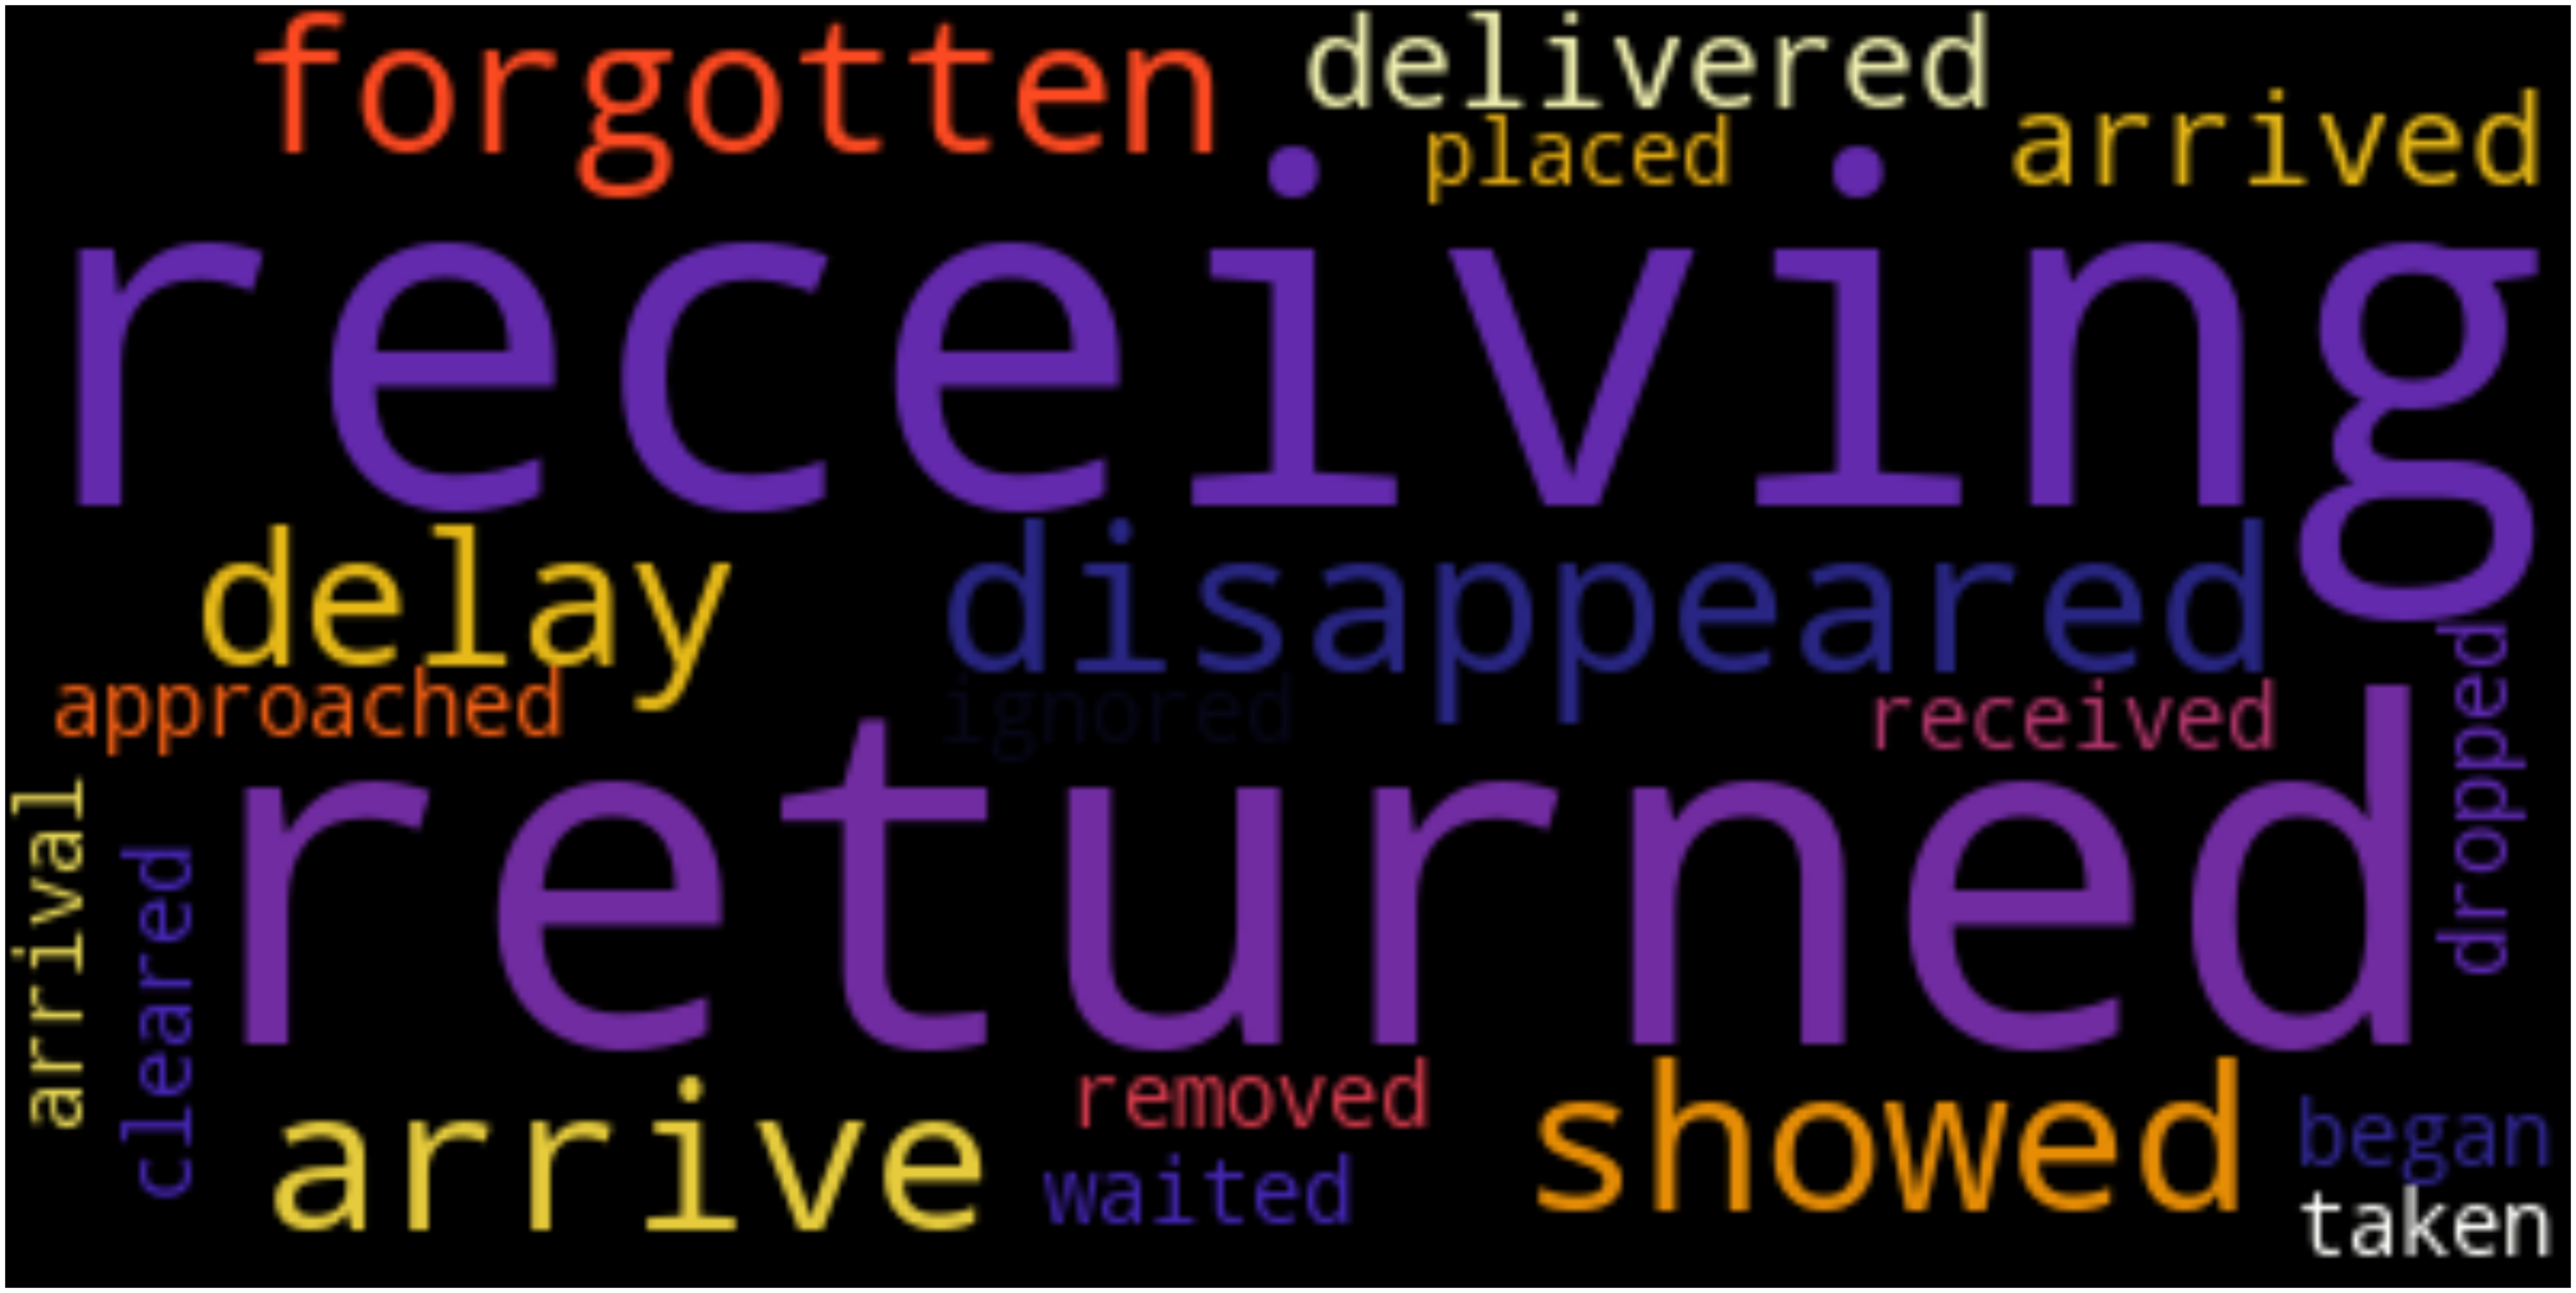 forgotten
delivered
placed
arrived
receiving
delay
disappeared
approached
ignored
received
dropped
returned
arrival
cleared
arrive
removed
waited
showed
began
taken